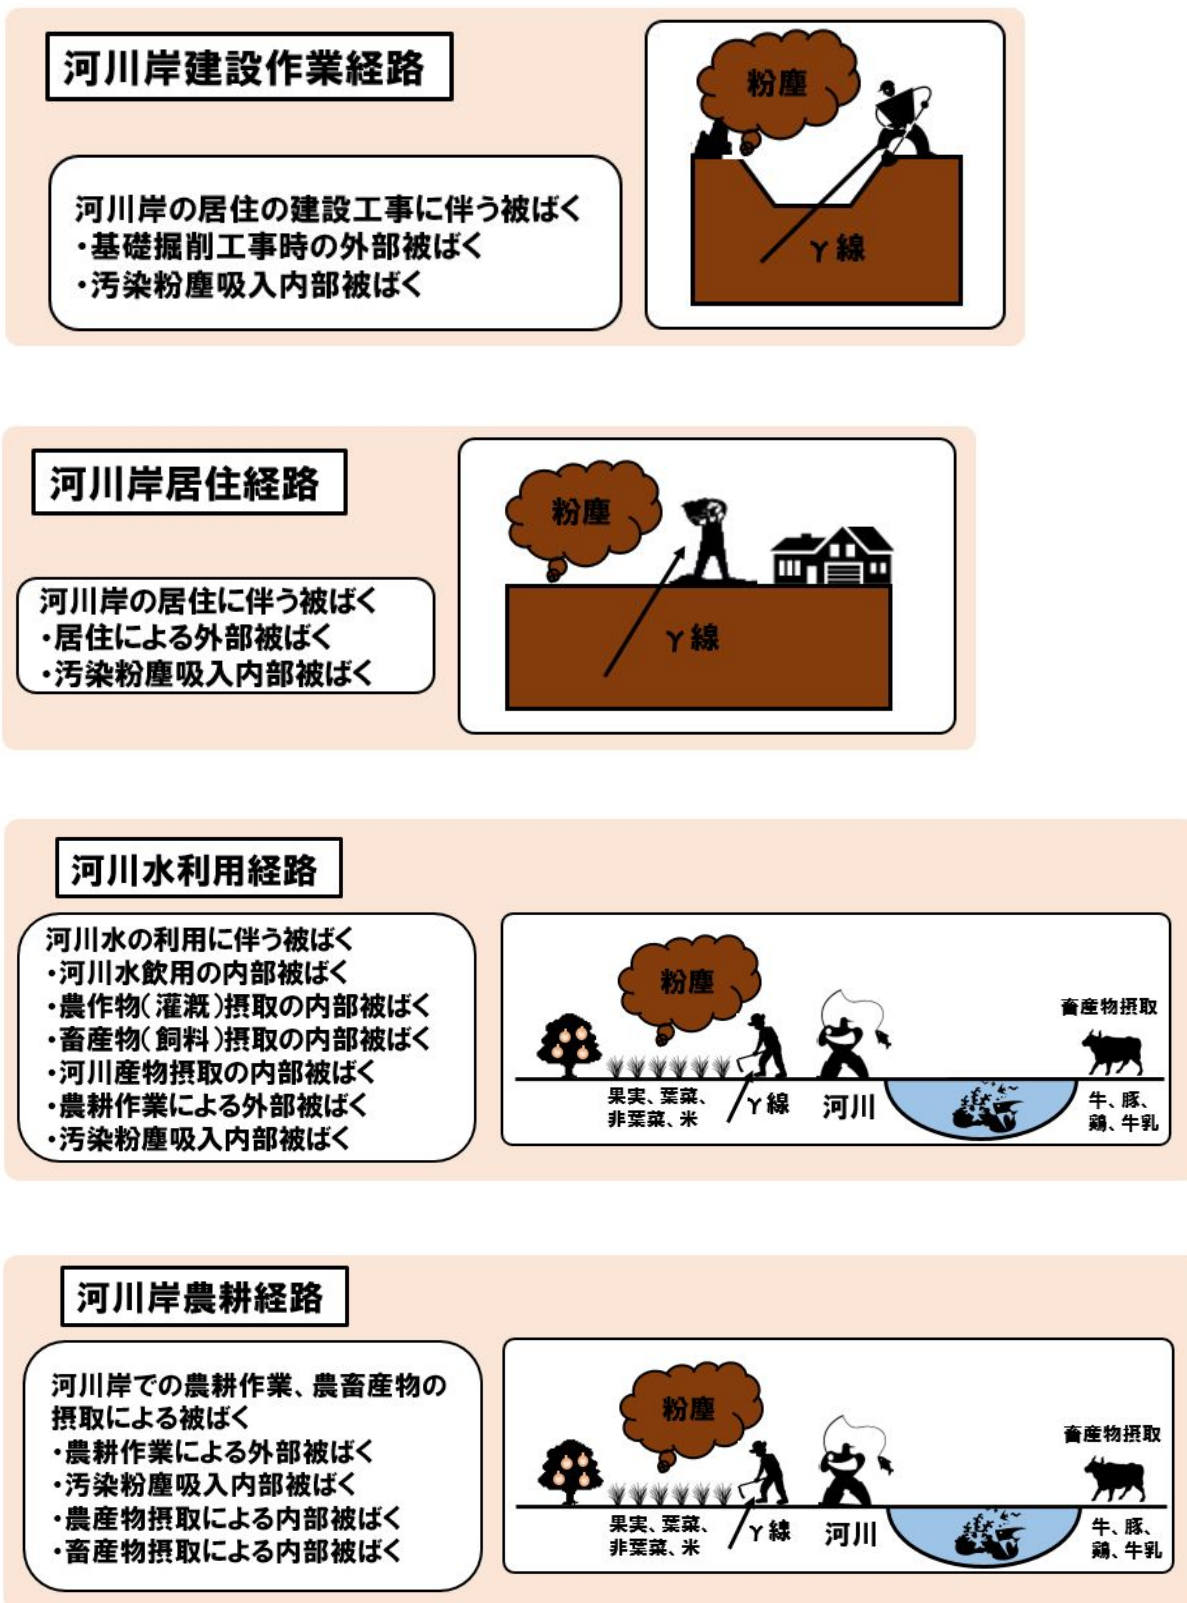 河川岸建設作業経路
粉塵
河川岸の居住の建設工事に伴う被ばく
・基礎掘削工事時の外部被ばく
・汚染粉塵吸入内部被ばく
γ線
河川岸居住経路
粉塵
河川岸の居住に伴う被ばく
・居住による外部被ばく
・汚染粉塵吸入内部被ばく
γ線
河川水利用経路
河川水の利用に伴う被ばく
・河川水飲用の内部被ばく
・農作物(灌漑)摂取の内部被ばく
・畜産物(飼料)摂取の内部被ばく
・河川産物摂取の内部被ばく
・農耕作業による外部被ばく
・汚染粉塵吸入内部被ばく
粉塵
畜産物摂取
果実、葉菜、
非葉菜、米
γ線
河川
牛、豚、
鶏、牛乳
河川岸農耕経路
河川岸での農耕作業、農畜産物の
摂取による被ばく
・農耕作業による外部被ばく
・汚染粉塵吸入内部被ばく
・農産物摂取による内部被ばく
・畜産物摂取による内部被ばく
粉塵
畜産物摂取
果実、葉菜、
非葉菜、米
γ線
河川
牛、豚、
鶏、牛乳